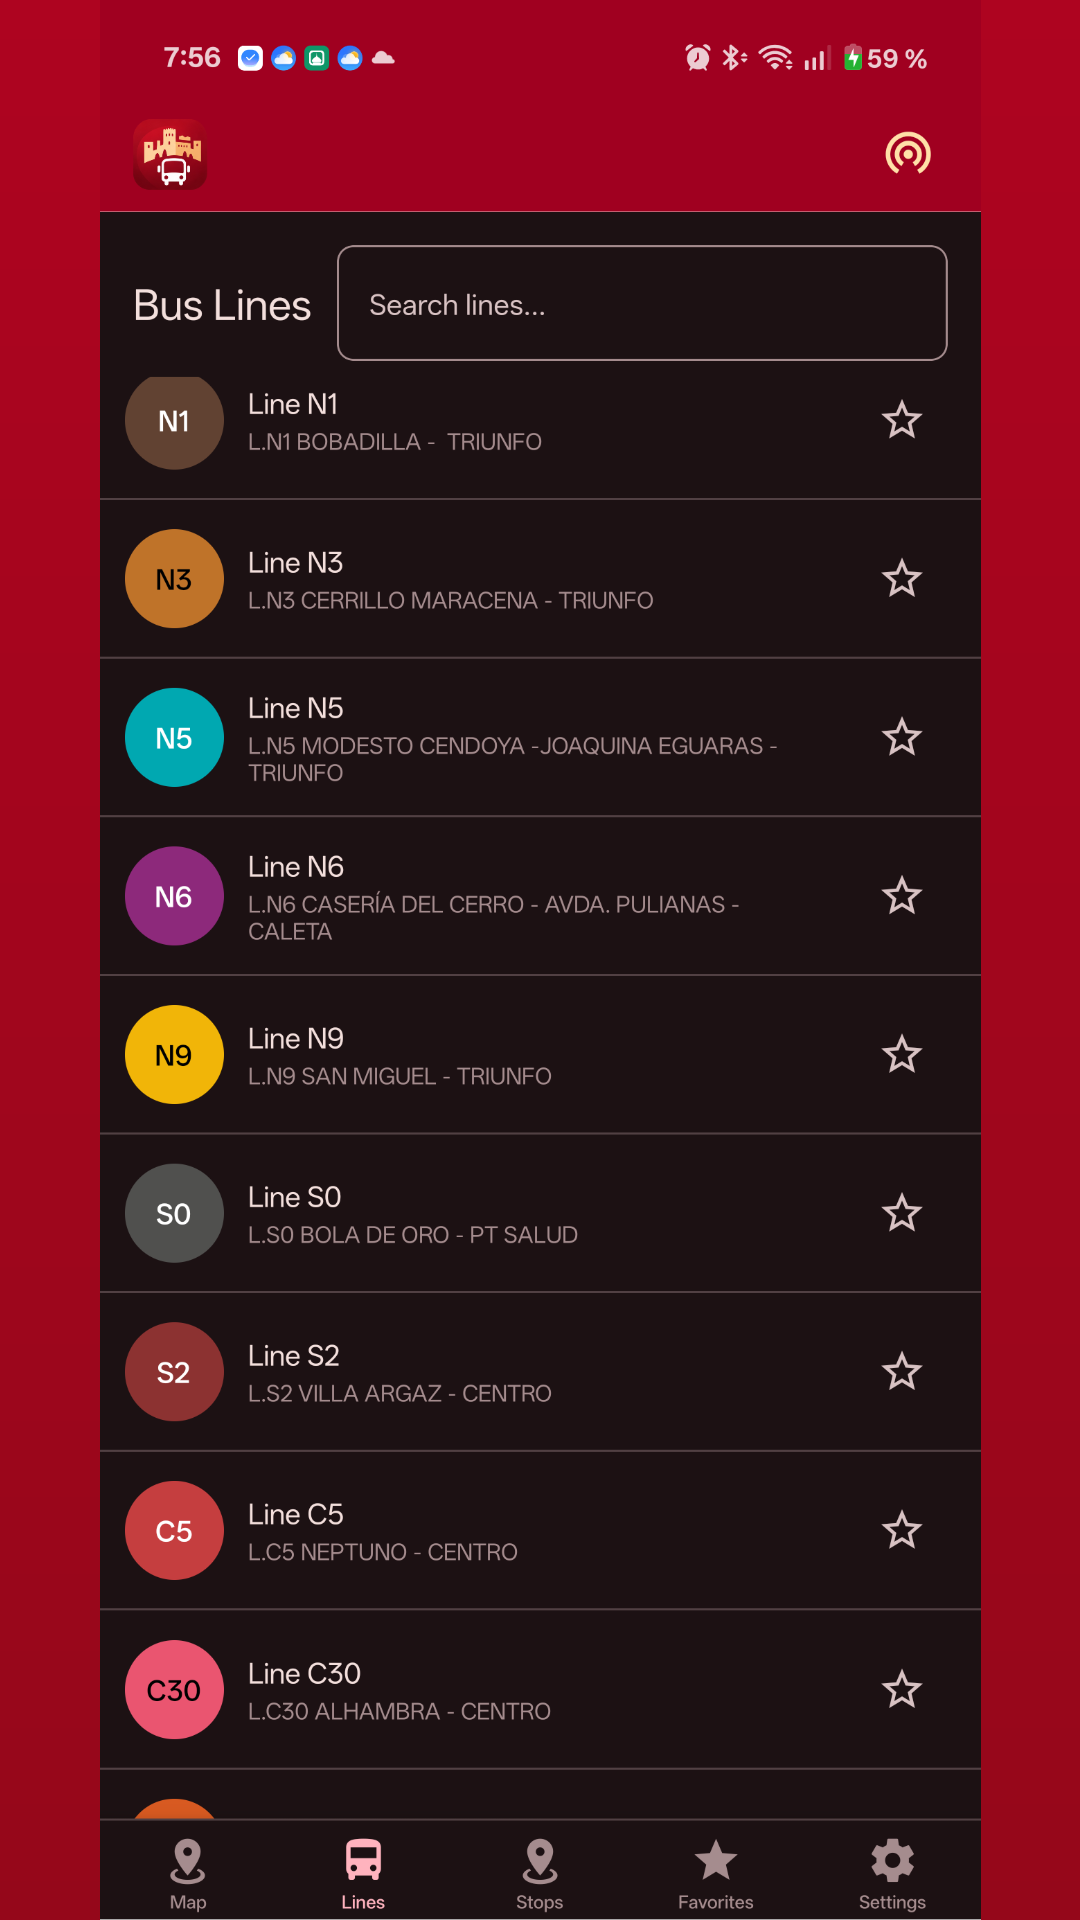 7:56
59 %
Bus Lines
Search lines...
N1
Line N1
L.N1 BOBADILLA -  TRIUNFO
N3
Line N3
L.N3 CERRILLO MARACENA - TRIUNFO
N5
Line N5
L.N5 MODESTO CENDOYA -JOAQUINA EGUARAS -
TRIUNFO
N6
Line N6
L.N6 CASERÍA DEL CERRO - AVDA. PULIANAS -
CALETA
N9
Line N9
L.N9 SAN MIGUEL - TRIUNFO
S0
Line S0
L.S0 BOLA DE ORO - PT SALUD
S2
Line S2
L.S2 VILLA ARGAZ - CENTRO
C5
Line C5
L.C5 NEPTUNO - CENTRO
C30
Line C30
L.C30 ALHAMBRA - CENTRO
Map
Lines
Stops
Favorites
Settings